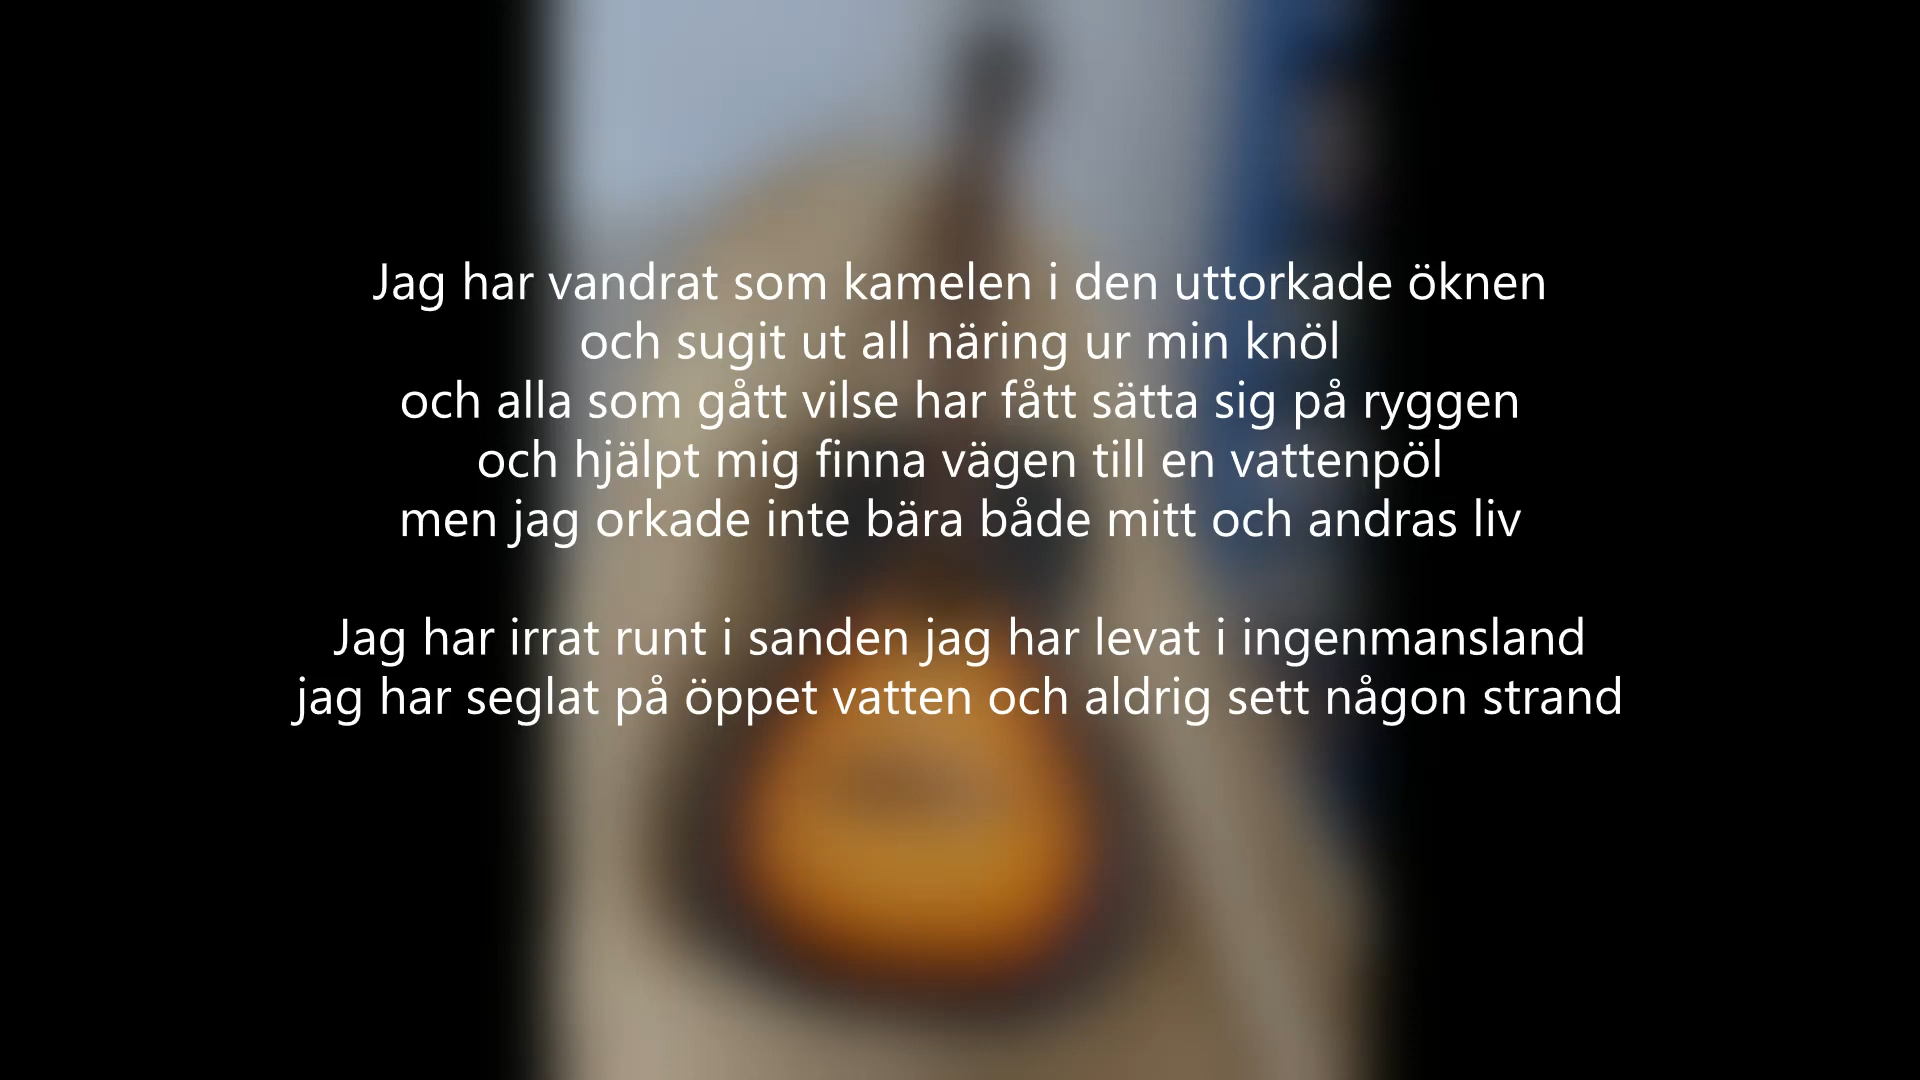 Jag har vandrat som kamelen i den uttorkade öknen
och sugit ut all näring ur min knöl
och alla som gått vilse har fått sätta sig på ryggen
och hjälpt mig finna vägen till en vattenpöl
men jag orkade inte bära både mitt och andras liv
Jag har irrat runt i sanden jag har levat i ingenmansland
jag har seglat på öppet vatten och aldrig sett någon strand